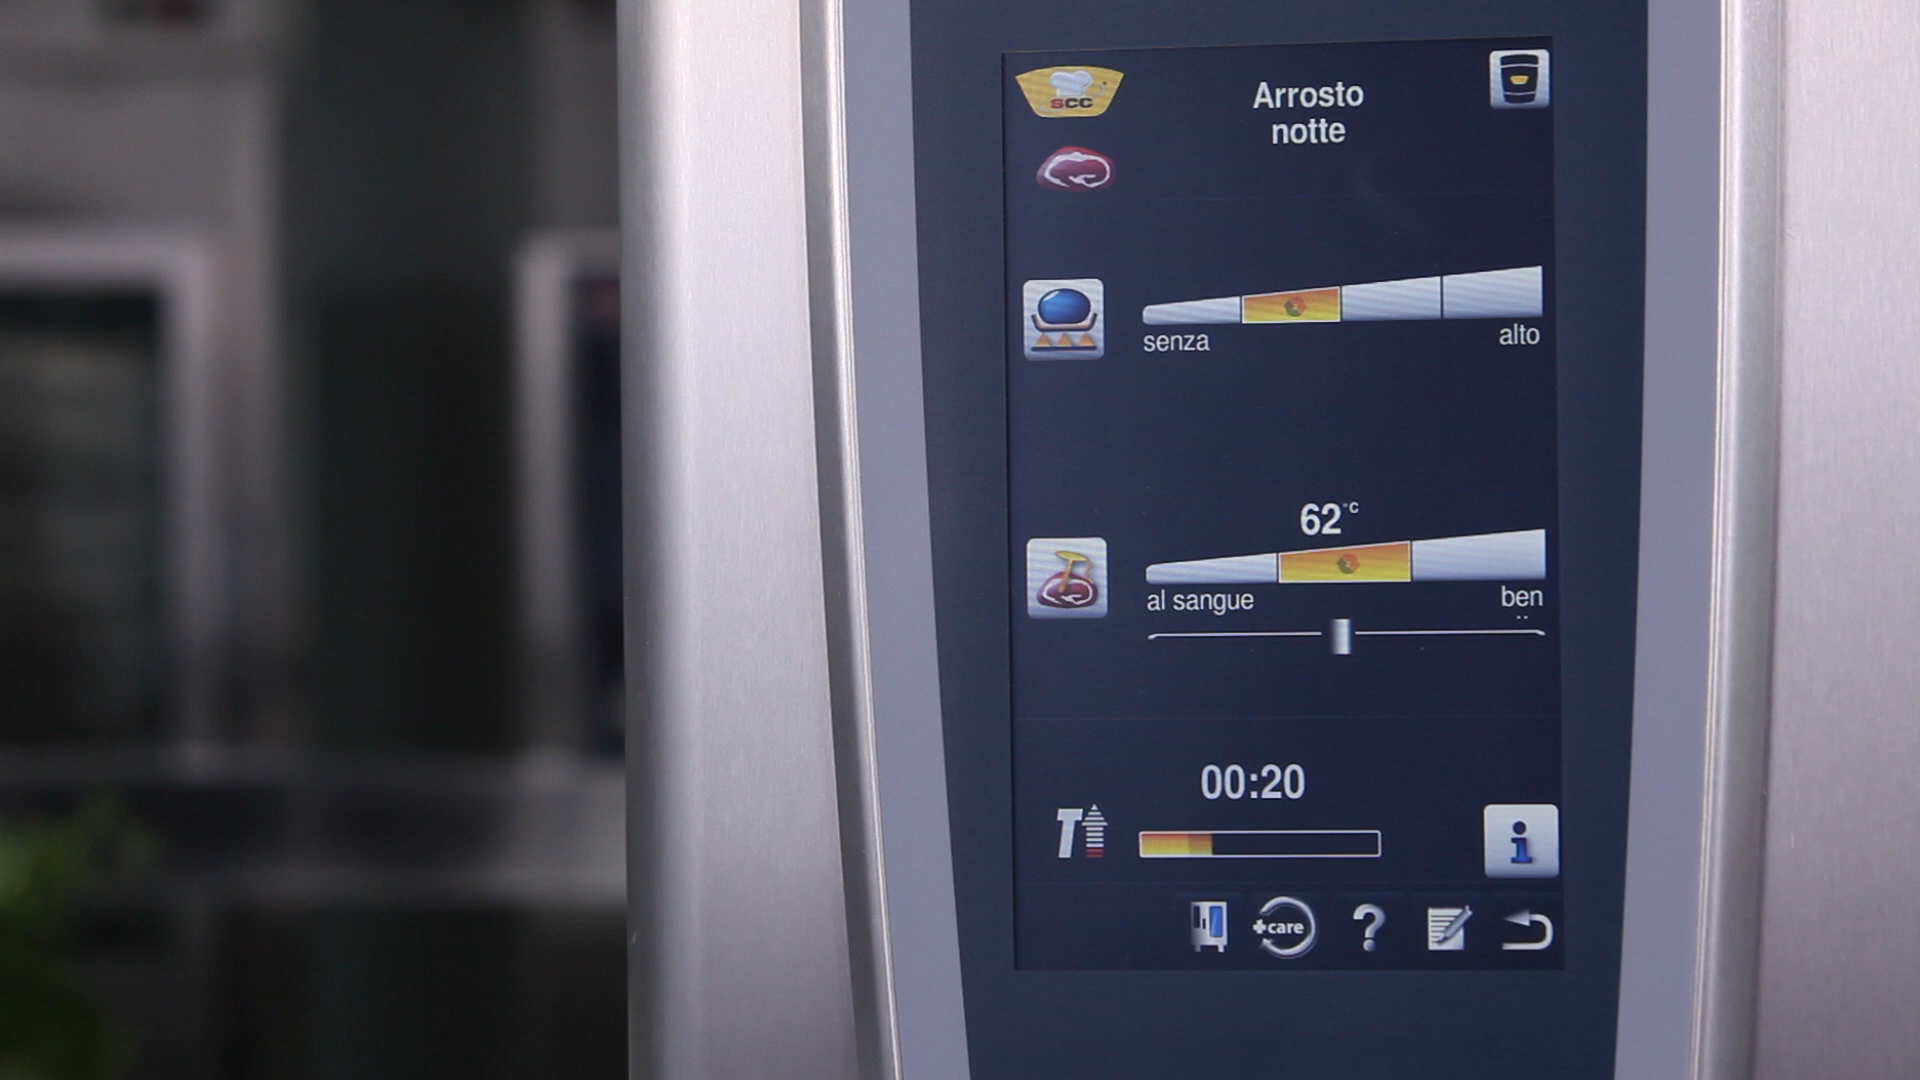 SCC
Arrosto
notte
senza
alto
62°C
al sangue
ben
00:20
T
i
+care
?